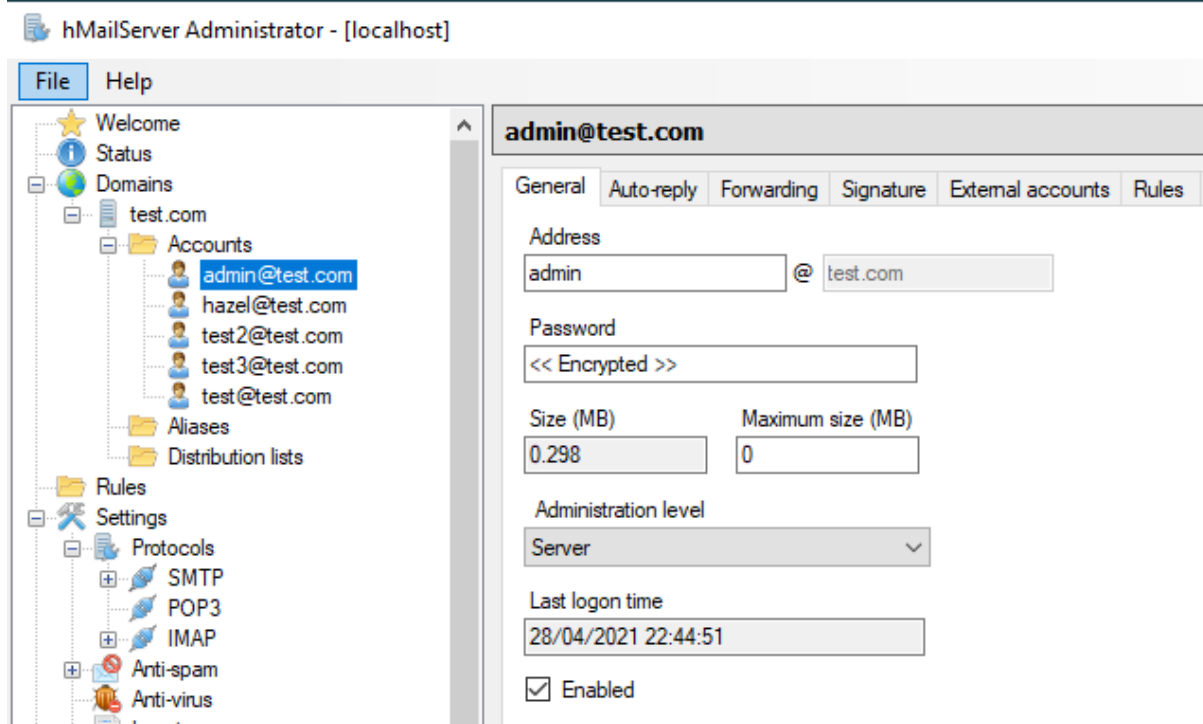 hMailServer Administrator - [localhost]
File Help
Welcome
Status
Domains
test.com
Accounts
admin@test.com
hazel@test.com
test2@test.com
test3@test.com
test@test.com
Aliases
Distribution lists
Rules
Settings
Protocols
SMTP
POP3
IMAP
Anti-spam
Anti-virus
admin@test.com
General Auto-reply Forwarding Signature External accounts Rules
Address
admin @ test.com
Password
<< Encrypted >>
Size (MB) Maximum size (MB)
0.298 0
Administration level
Server
Last logon time
28/04/2021 22:44:51
Enabled